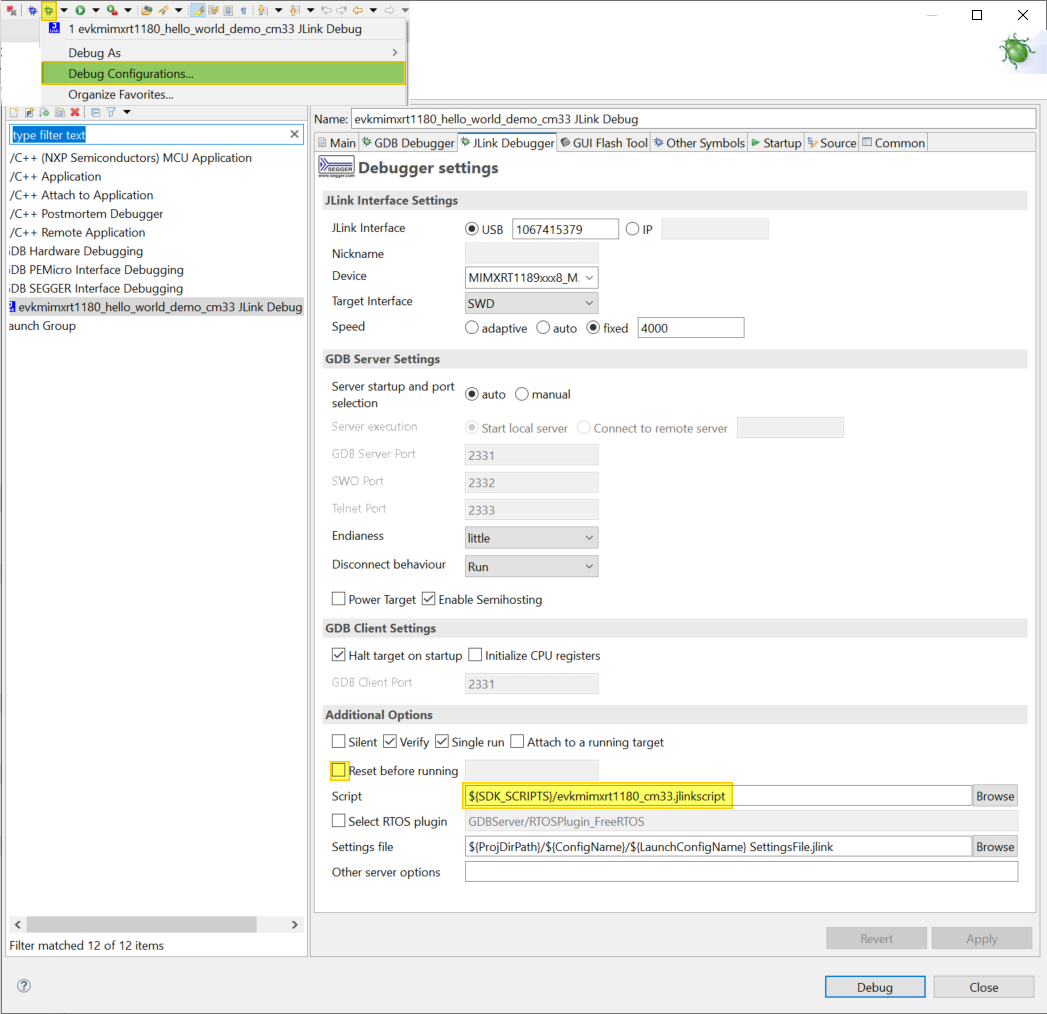 1 evkmimxrt1180_hello_world_demo_cm33 JLink Debug
Debug As
Debug Configurations...
Organize Favorites...
type filter text
/C++ (NXP Semiconductors) MCU Application
/C++ Application
/C++ Attach to Application
/C++ Postmortem Debugger
/C++ Remote Application
DB Hardware Debugging
DB PEMicro Interface Debugging
DB SEGGER Interface Debugging
evkmimxrt1180_hello_world_demo_cm33 JLink Debug
aunch Group
Filter matched 12 of 12 items
Name: evkmimxrt1180_hello_world_demo_cm33 JLink Debug
Main GDB Debugger JLink Debugger GUI Flash Tool Other Symbols Startup Source Common
SEGGER
www.segger.com
Debugger settings
JLink Interface Settings
JLink Interface USB 1067415379 IP
Nickname
Device MIMXRT1189xxx8_M
Target Interface SWD
Speed adaptive auto fixed 4000
GDB Server Settings
Server startup and port
selection auto manual
Server execution Start local server Connect to remote server
GDB Server Port 2331
SWO Port 2332
Telnet Port 2333
Endianess little
Disconnect behaviour Run
Power Target Enable Semihosting
GDB Client Settings
Halt target on startup Initialize CPU registers
GDB Client Port 2331
Additional Options
Silent Verify Single run Attach to a running target
Reset before running
Script ${SDK_SCRIPTS}/evkmimxrt1180_cm33.jlinkscript Browse
Select RTOS plugin GDBServer/RTOSPlugin_FreeRTOS
Settings file ${ProjDirPath}/${ConfigName}/${LaunchConfigName} SettingsFile.jlink Browse
Other server options
Revert Apply
Debug Close